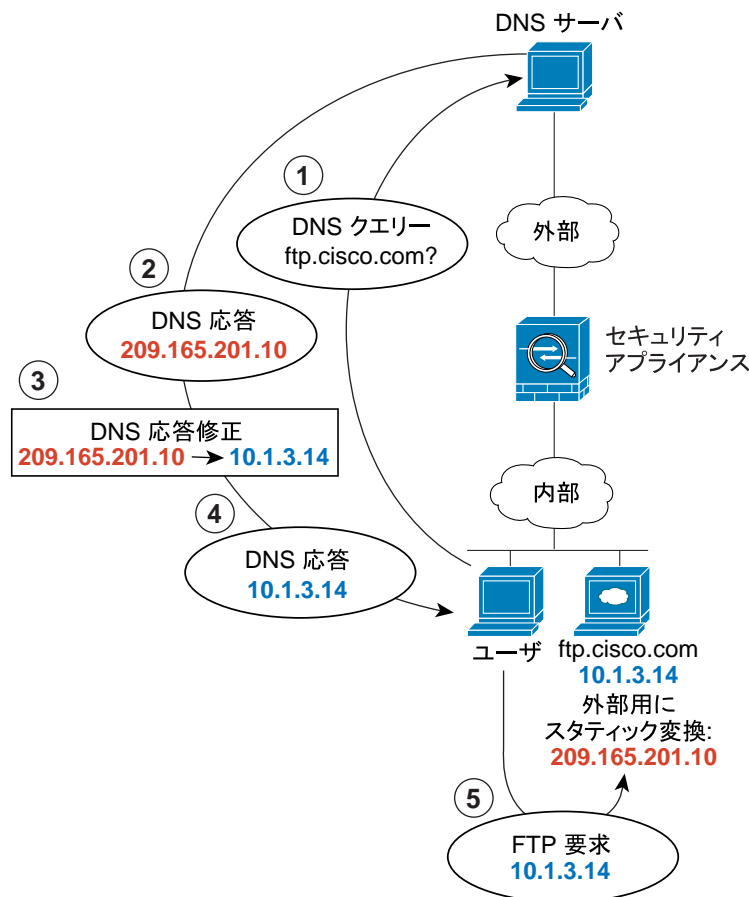 DNS サーバ
1
DNS クエリー
ftp.cisco.com?
外部
2
DNS 応答
209.165.201.10
セキュリティ
アプライアンス
3
DNS 応答修正
209.165.201.10 → 10.1.3.14
内部
4
DNS 応答
10.1.3.14
ユーザ
ftp.cisco.com
10.1.3.14
外部用に
スタティック変換:
209.165.201.10
5
FTP 要求
10.1.3.14